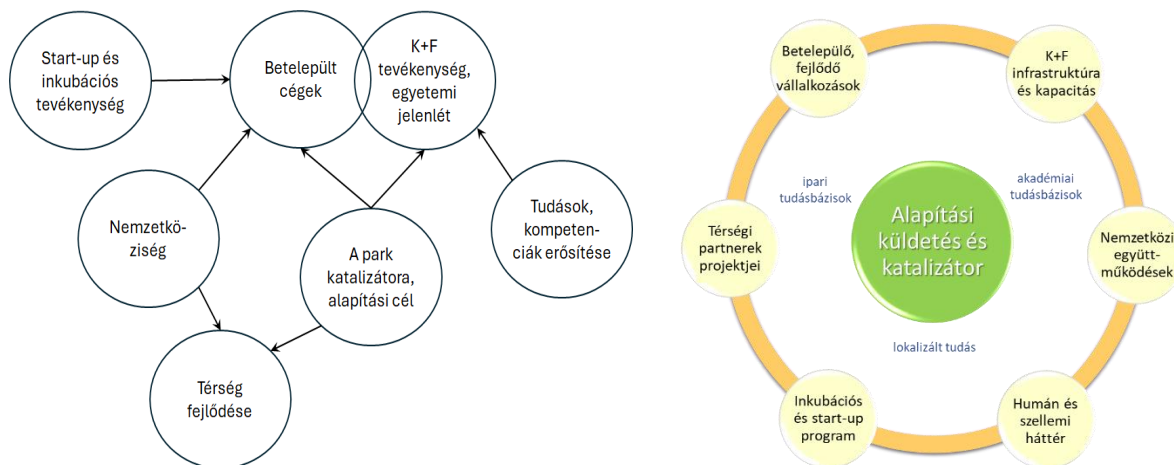 Start-up és
inkubációs
tevékenység
Betelepült
cégek
K+F
tevékenység,
egyetemi
jelenlét
Nemzetkö-
ziség
A park
katalizátora,
alapítási cél
Tudások,
kompeten-
ciák erősítése
Térség
fejlődése
Betelepülő,
fejlődő
vállalkozások
K+F
infrastruktúra
és kapacitás
ipari
tudásbázisok
akadémiai
tudásbázisok
Térségi
partnerek
projektjei
Alapítási
küldetés és
katalizátor
Nemzetközi
együtt-
működések
lokalizált tudás
Inkubációs
és start-up
program
Humán és
szellemi
háttér